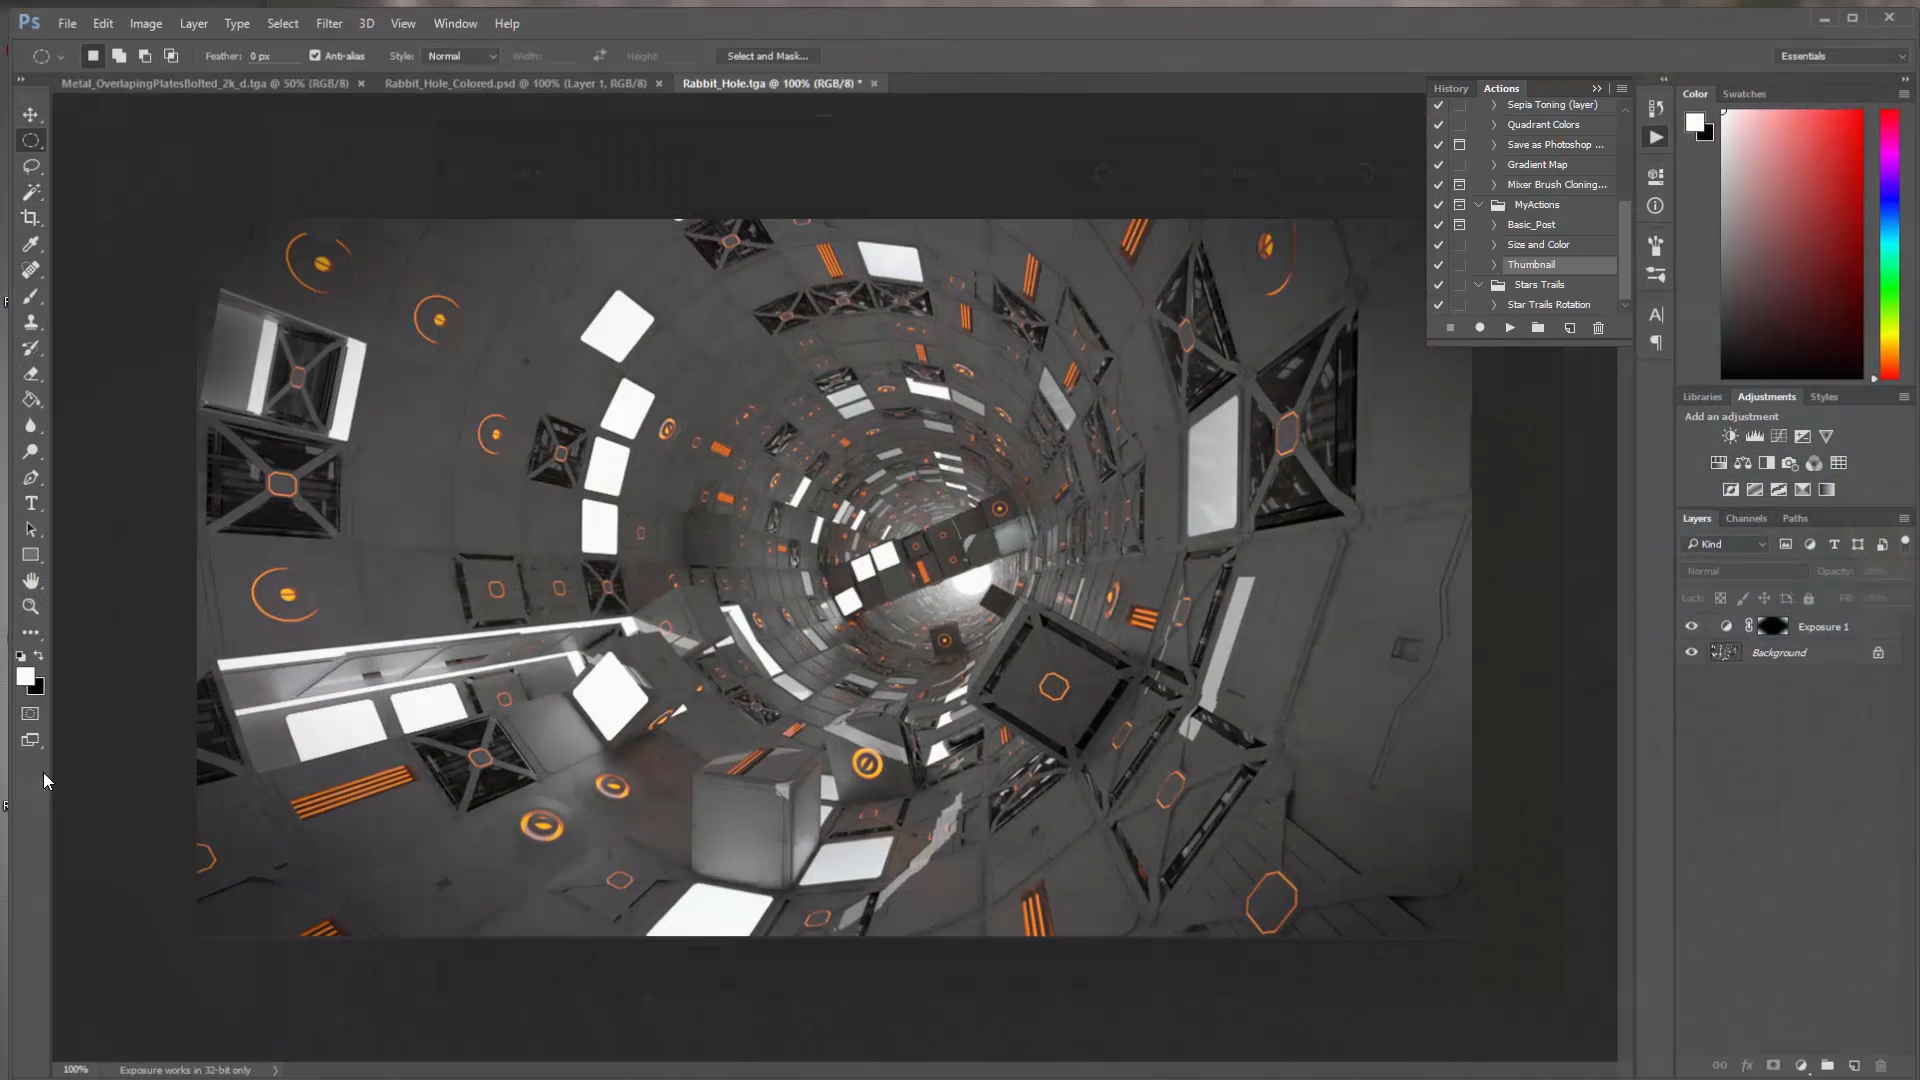 Ps File Edit Image Layer Type Select Filter 3D View Window Help
Feather: 0 px Anti-alias Style: Normal Width: Height: Select and Mask... Essentials
Metal_OverlapingPlatesBolted_2k_d.tga @ 50% (RGB/8) × Rabbit_Hole_Colored.psd @ 100% (Layer 1, RGB/8) × Rabbit_Hole.tga @ 100% (RGB/8) * ×
History Actions
Sepia Toning (layer)
Quadrant Colors
Save as Photoshop ...
Gradient Map
Mixer Brush Cloning...
MyActions
Basic_Post
Size and Color
Thumbnail
Stars Trails
Star Trails Rotation
Color Swatches
Libraries Adjustments Styles
Add an adjustment
Layers Channels Paths
Kind
Normal Opacity: 100%
Lock: Fill:
Exposure 1
Background
100% Exposure works in 32-bit only